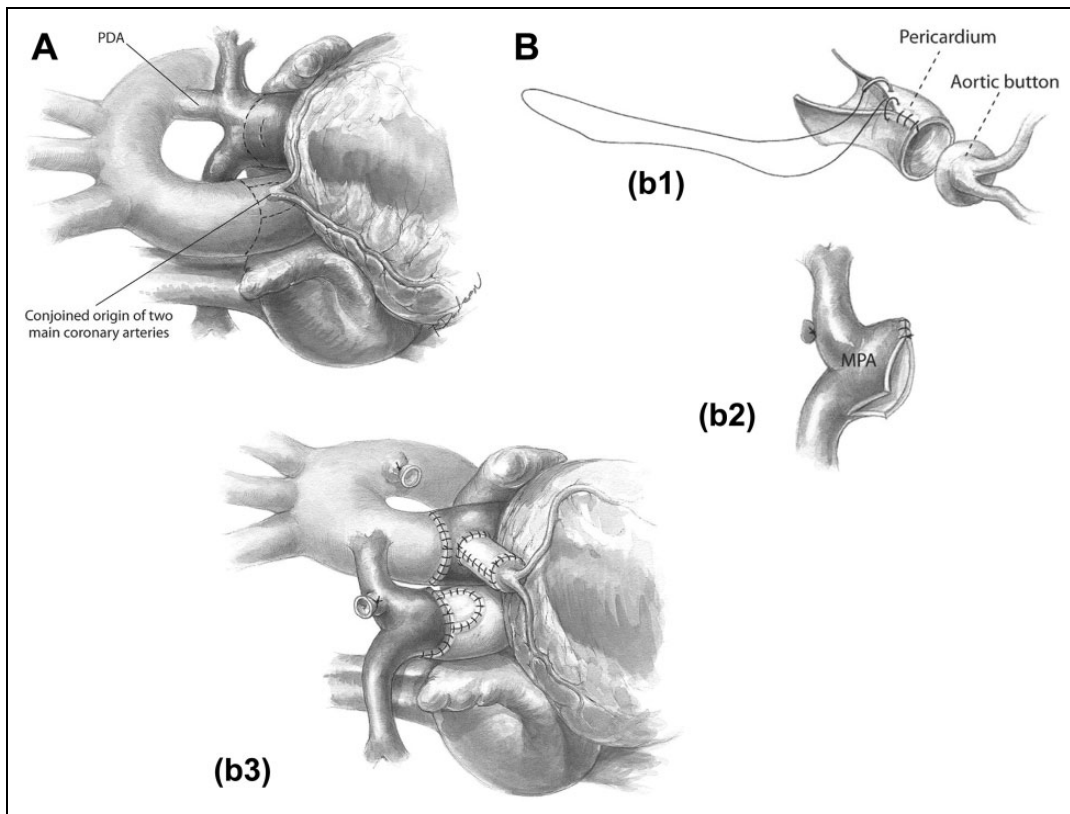 A
PDA
Conjoined origin of two
main coronary arteries
B
Pericardium
Aortic button
(b1)
MPA
(b2)
(b3)